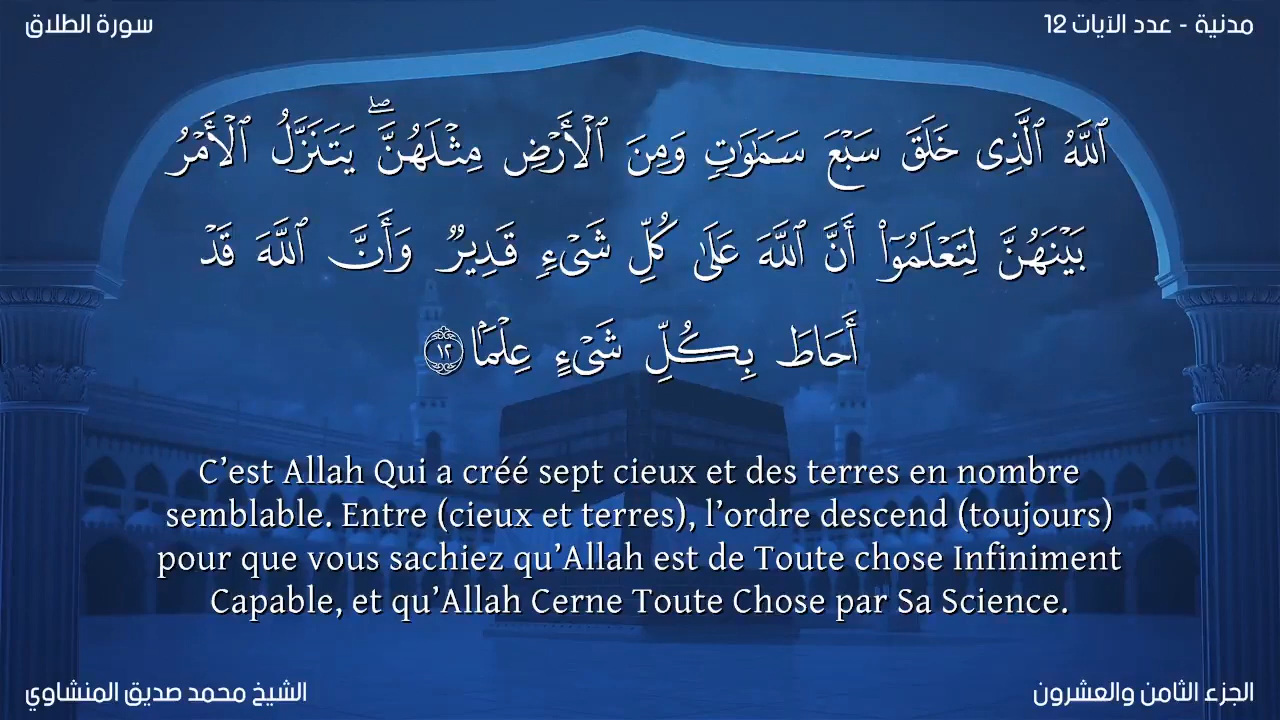 سورة الطلاق
مدنية - عدد الآيات 12
ٱللَّهُ ٱلَّذِى خَلَقَ سَبْعَ سَمَٰوَٰتٍ وَمِنَ ٱلْأَرْضِ مِثْلَهُنَّ ۖ يَتَنَزَّلُ ٱلْأَمْرُ
بَيْنَهُنَّ لِتَعْلَمُوٓا۟ أَنَّ ٱللَّهَ عَلَىٰ كُلِّ شَىْءٍ قَدِيرٌ وَأَنَّ ٱللَّهَ قَدْ
أَحَاطَ بِكُلِّ شَىْءٍ عِلْمًۢا ١٢
C’est Allah Qui a créé sept cieux et des terres en nombre
semblable. Entre (cieux et terres), l’ordre descend (toujours)
pour que vous sachiez qu’Allah est de Toute chose Infiniment
Capable, et qu’Allah Cerne Toute Chose par Sa Science.
الشيخ محمد صديق المنشاوي
الجزء الثامن والعشرون